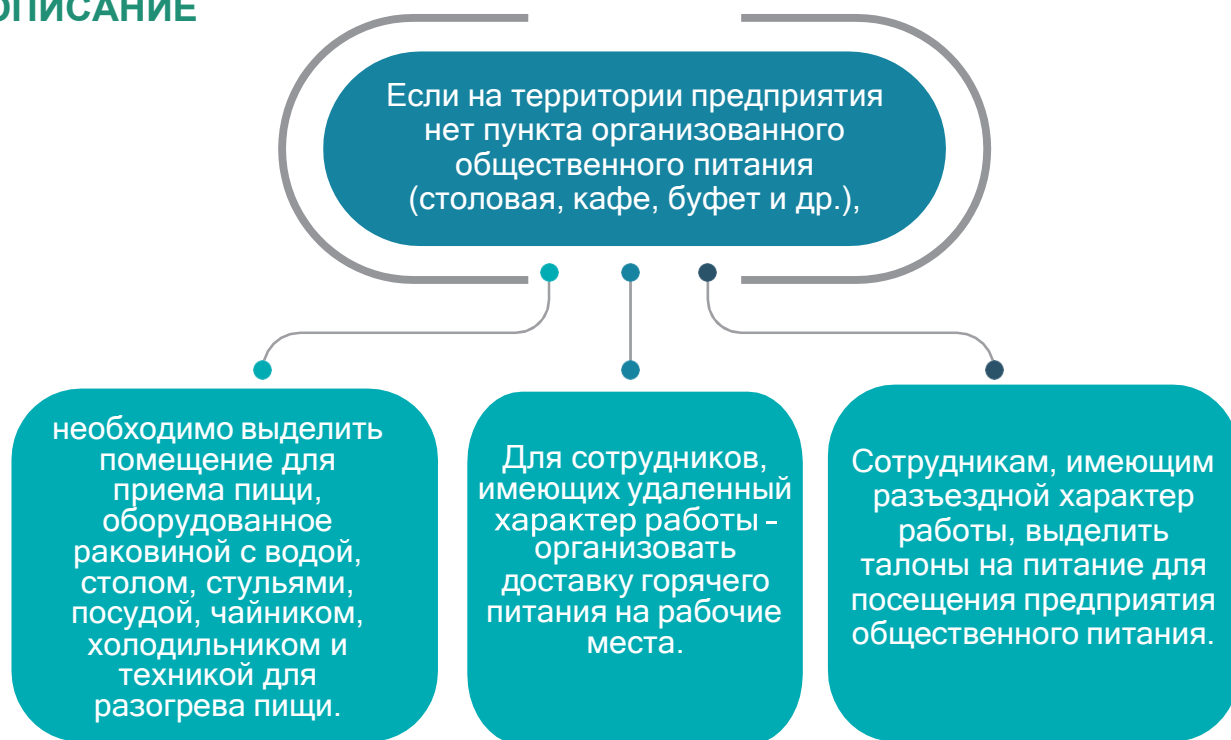 ОПИСАНИЕ
Если на территории предприятия
нет пункта организованного
общественного питания
(столовая, кафе, буфет и др.),
необходимо выделить
помещение для
приема пищи,
оборудованное
раковиной с водой,
столом, стульями,
посудой, чайником,
холодильником и
техникой для
разогрева пищи.
Для сотрудников,
имеющих удаленный
характер работы -
организовать
доставку горячего
питания на рабочие
места.
Сотрудникам, имеющим
разъездной характер
работы, выделить
талоны на питание для
посещения предприятия
общественного питания.